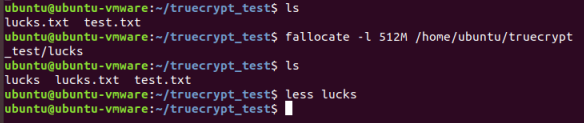 ubuntu@ubuntu-vmware:~/truecrypt_test$ ls
lucks.txt  test.txt
ubuntu@ubuntu-vmware:~/truecrypt_test$ fallocate -l 512M /home/ubuntu/truecrypt
_test/lucks
ubuntu@ubuntu-vmware:~/truecrypt_test$ ls
lucks  lucks.txt  test.txt
ubuntu@ubuntu-vmware:~/truecrypt_test$ less lucks
ubuntu@ubuntu-vmware:~/truecrypt_test$